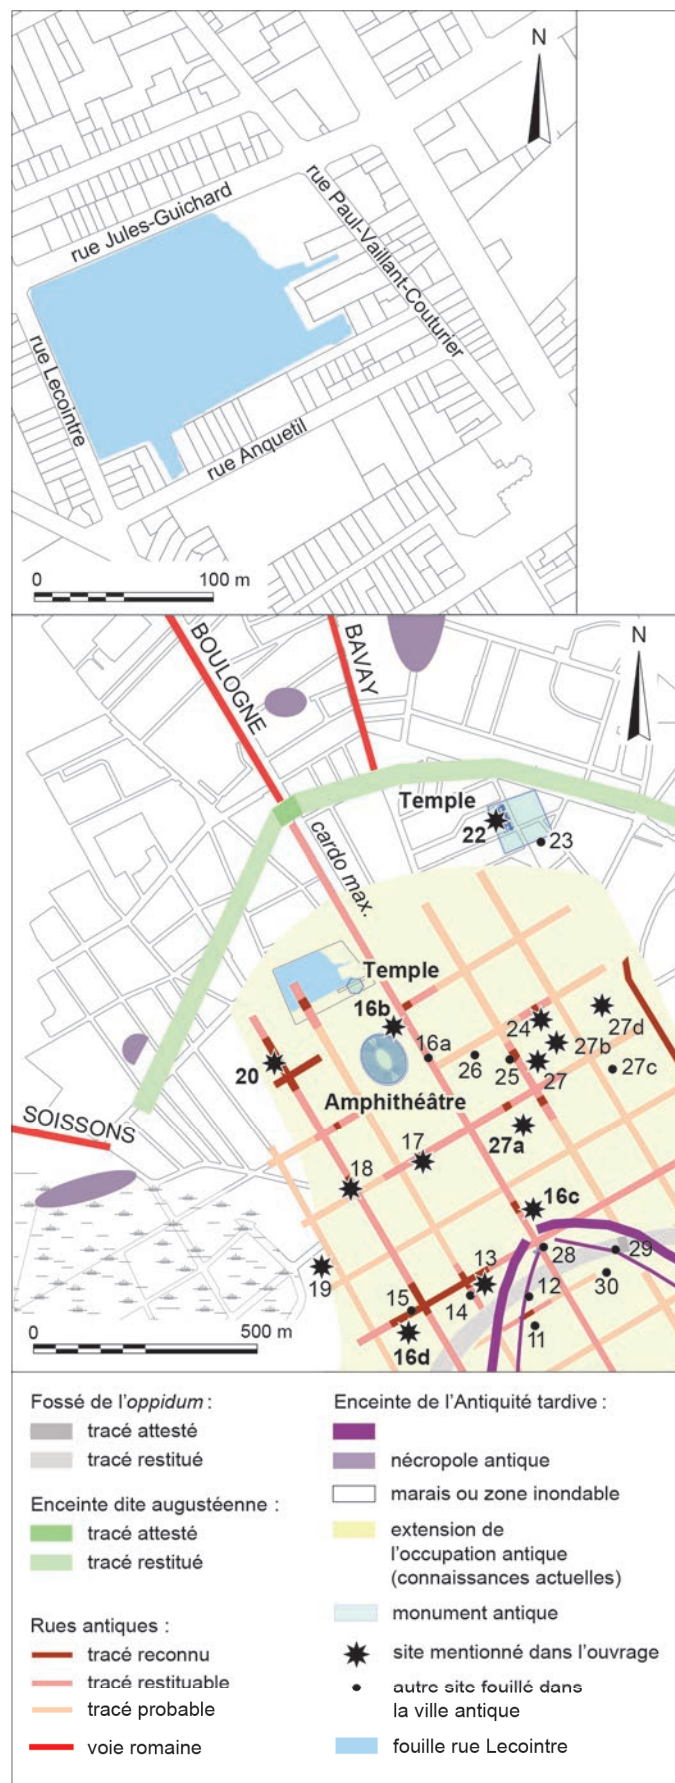 N
rue Jules-Guichard
rue Paul-Vaillant-Couturier
rue Lecointre
rue Anquetil
0 100 m
N
BOULOGNE
BAVAY
Temple
22
23
cardo max.
Temple
16b
16a
24
27d
27b
26
25
27
27c
20
Amphithéâtre
SOISSONS
27a
17
18
16c
28
29
19
13
30
15
14
12
11
16d
0 500 m
Fossé de l'oppidum :
tracé attesté
tracé restitué
Enceinte dite augustéenne :
tracé attesté
tracé restitué
Rues antiques :
tracé reconnu
tracé restituable
tracé probable
voie romaine
Enceinte de l'Antiquité tardive :
nécropole antique
marais ou zone inondable
extension de
l'occupation antique
(connaissances actuelles)
monument antique
site mentionné dans l'ouvrage
autre site fouillé dans
la ville antique
fouille rue Lecointre